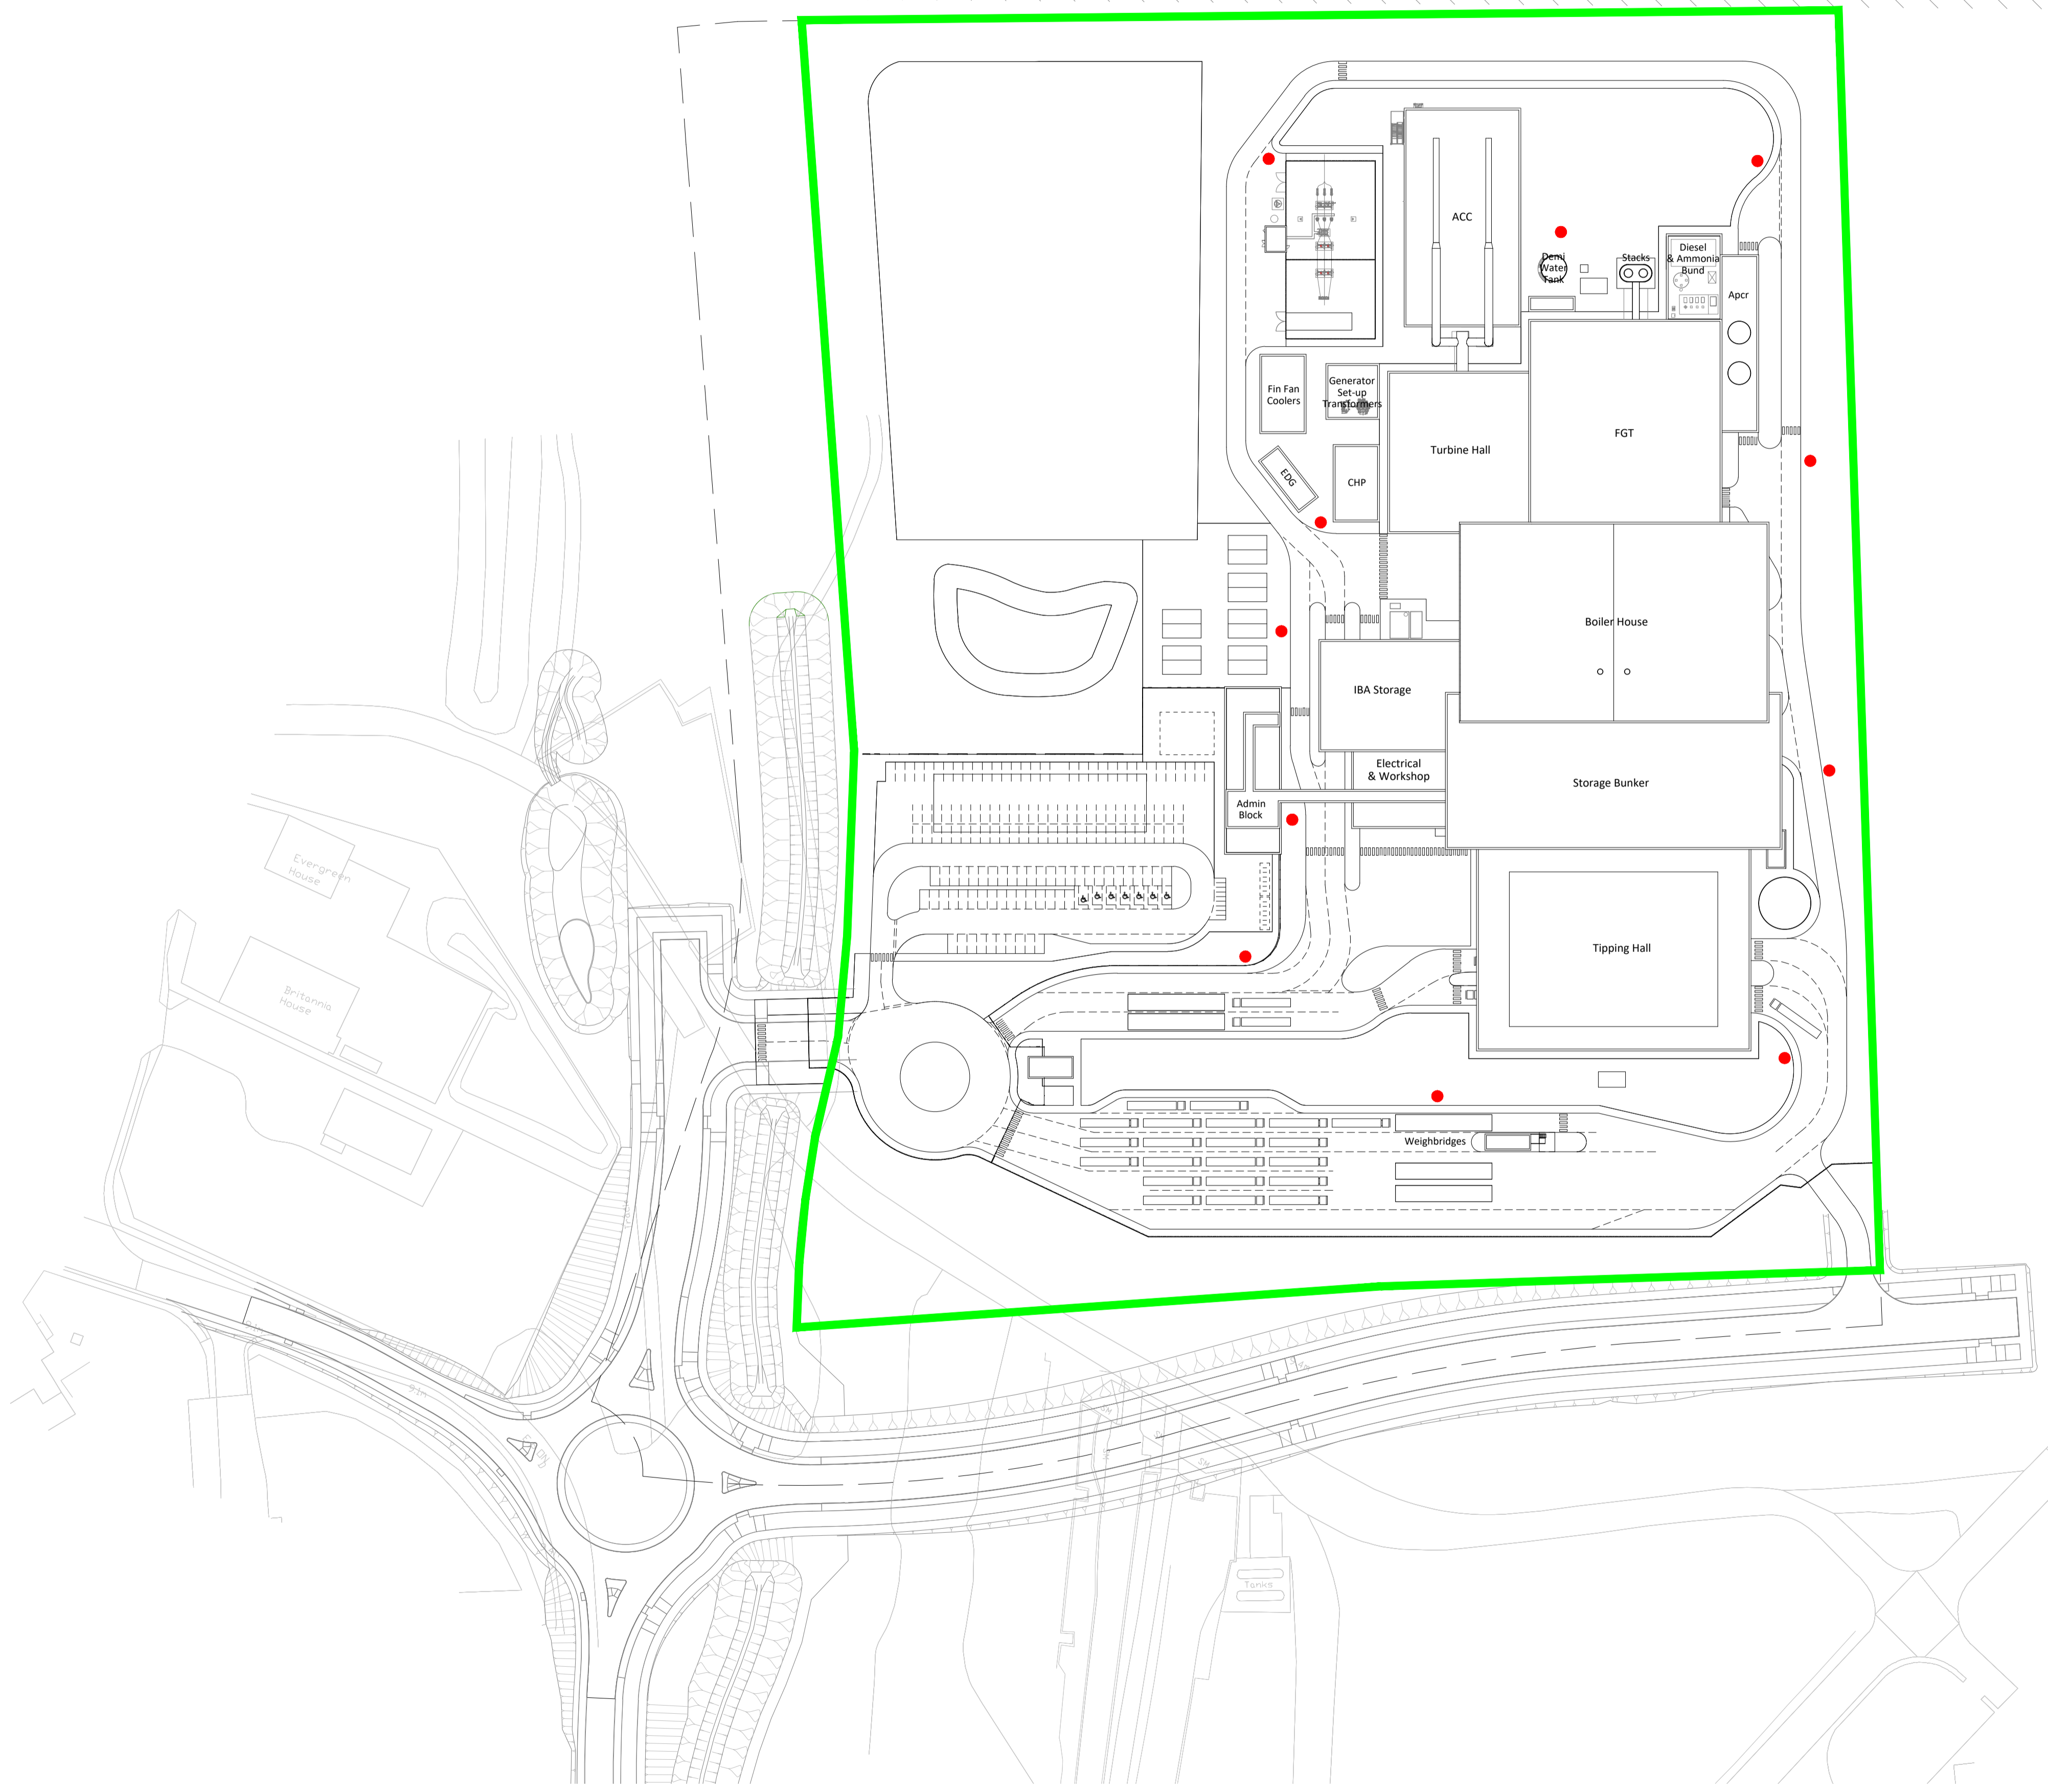 ACC
Demi
Water
Tank
Stacks
Diesel
& Ammonia
Bund
Apcr
Fin Fan
Coolers
Generator
Set-up
Transformers
EDG
CHP
Turbine Hall
FGT
Boiler House
IBA Storage
Electrical
& Workshop
Storage Bunker
Admin
Block
Tipping Hall
Weighbridges
Evergreen
House
Britannia
House
Tanks